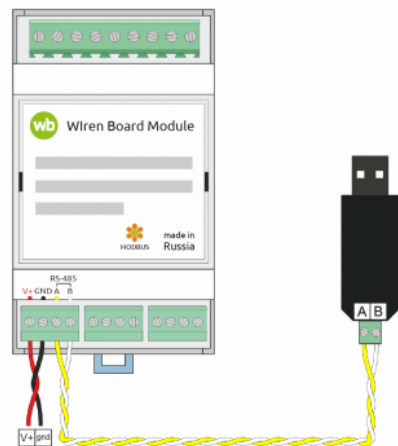 wb
WIren Board Module
MODBUS
made in
Russia
RS-485
V+ GND A B
A B
V+ gnd